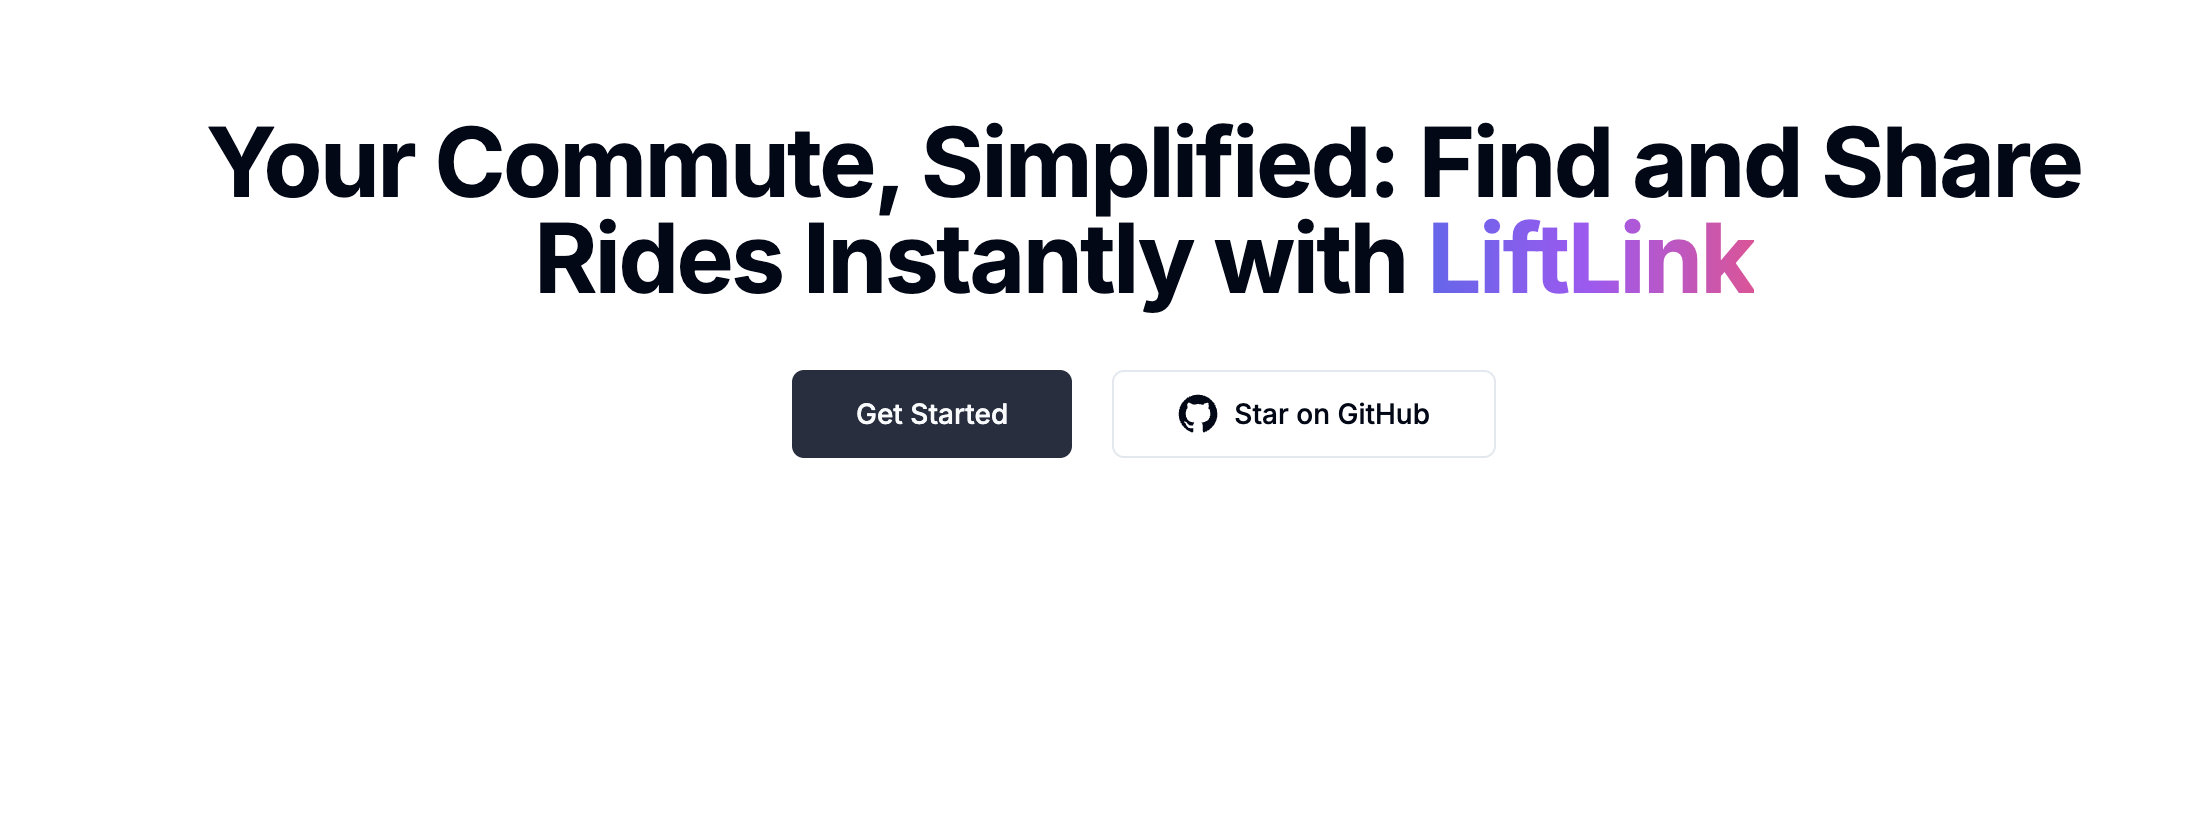 Your Commute, Simplified: Find and Share
Rides Instantly with LiftLink
Get Started
Star on GitHub